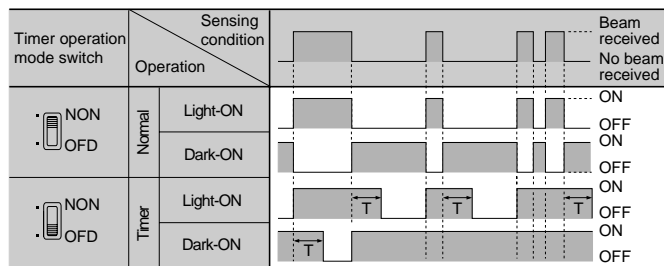 Timer operation
mode switch
Sensing
condition
Operation
Beam
received
No beam
received
NON
OFD
Normal
Light-ON
ON
OFF
Dark-ON
ON
OFF
NON
OFD
Timer
Light-ON
T
T
T
ON
OFF
Dark-ON
T
ON
OFF